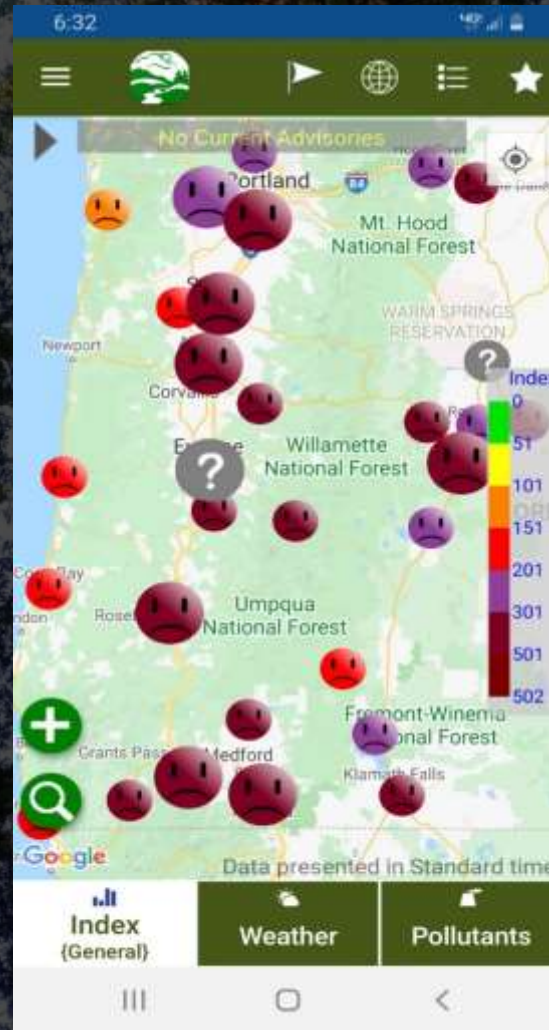 6:32
No Current Advisories
Portland
84
Mt. Hood
National Forest
WARM SPRINGS
RESERVATION
Newport
Index
0
51
101
151
201
301
501
502
Willamette
National Forest
Umpqua
National Forest
Fremont-Winema
Grants Pass
Medford
Klamath Falls
Google
Data presented in Standard time
Index
{General}
Weather
Pollutants